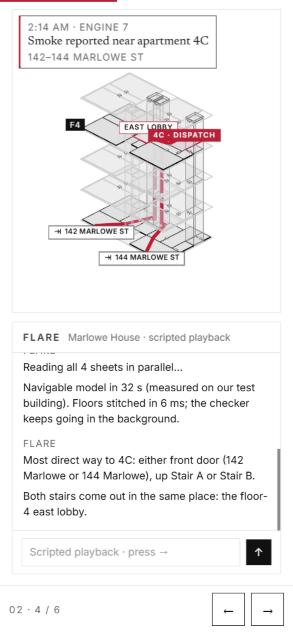 2:14 AM · ENGINE 7
Smoke reported near apartment 4C
142–144 MARLOWE ST
F4
EAST LOBBY
4C · DISPATCH
⇥ 142 MARLOWE ST
⇥ 144 MARLOWE ST
FLARE Marlowe House · scripted playback
FLARE
Reading all 4 sheets in parallel…
Navigable model in 32 s (measured on our test
building). Floors stitched in 6 ms; the checker
keeps going in the background.
FLARE
Most direct way to 4C: either front door (142
Marlowe or 144 Marlowe), up Stair A or Stair B.
Both stairs come out in the same place: the floor-
4 east lobby.
Scripted playback · press → ↑
02 · 4 / 6 ← →